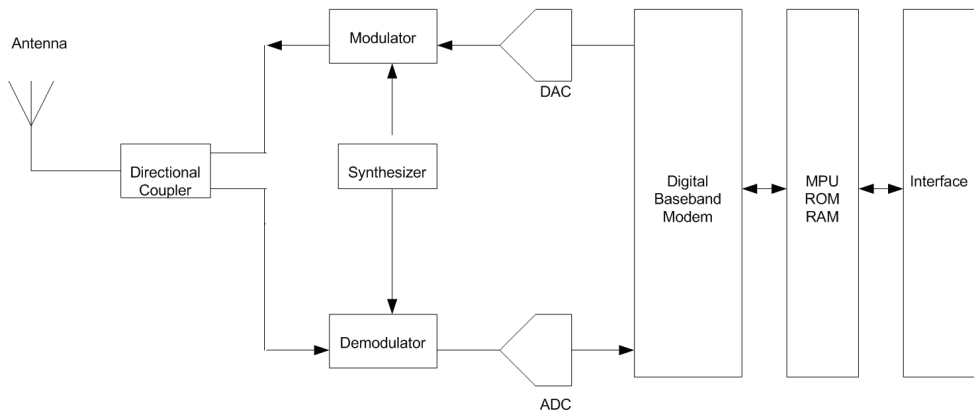 Antenna
Directional
Coupler
Modulator
DAC
Synthesizer
Demodulator
ADC
Digital
Baseband
Modem
MPU
ROM
RAM
Interface